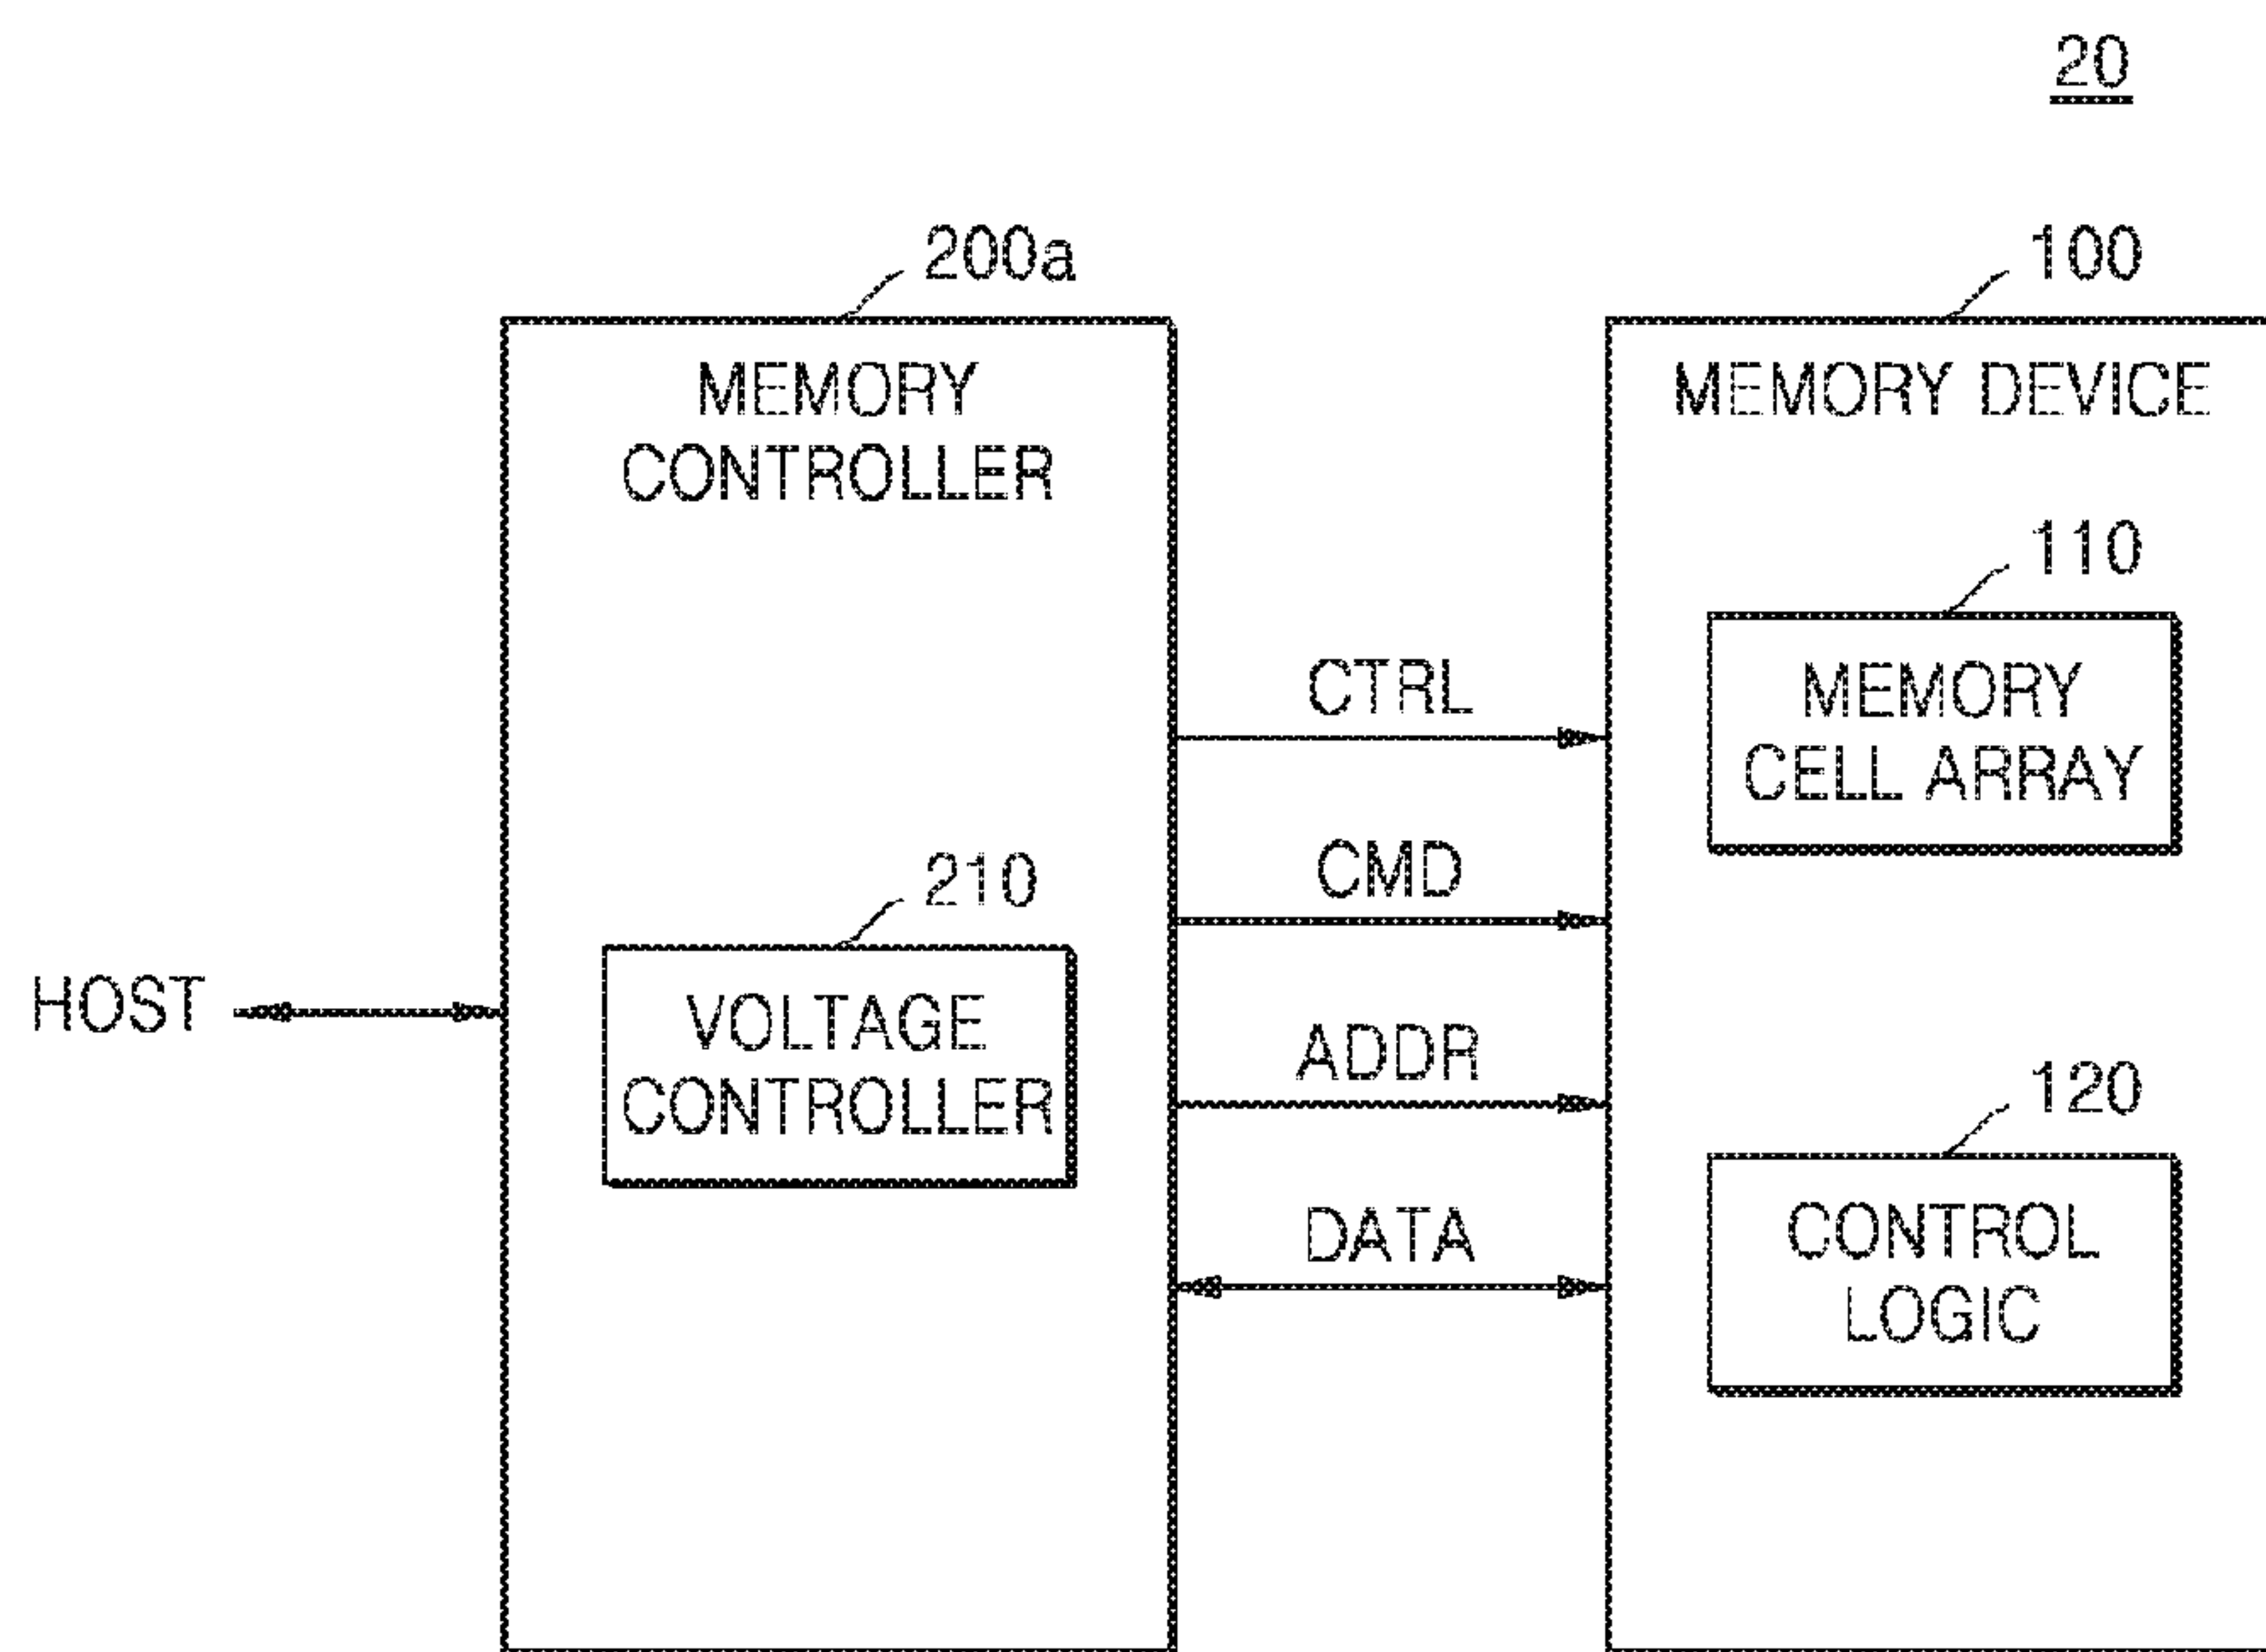 20
200a
100
MEMORY
CONTROLLER
MEMORY DEVICE
110
CTRL
MEMORY
CELL ARRAY
CMD
210
HOST
VOLTAGE
CONTROLLER
ADDR
120
DATA
CONTROL
LOGIC